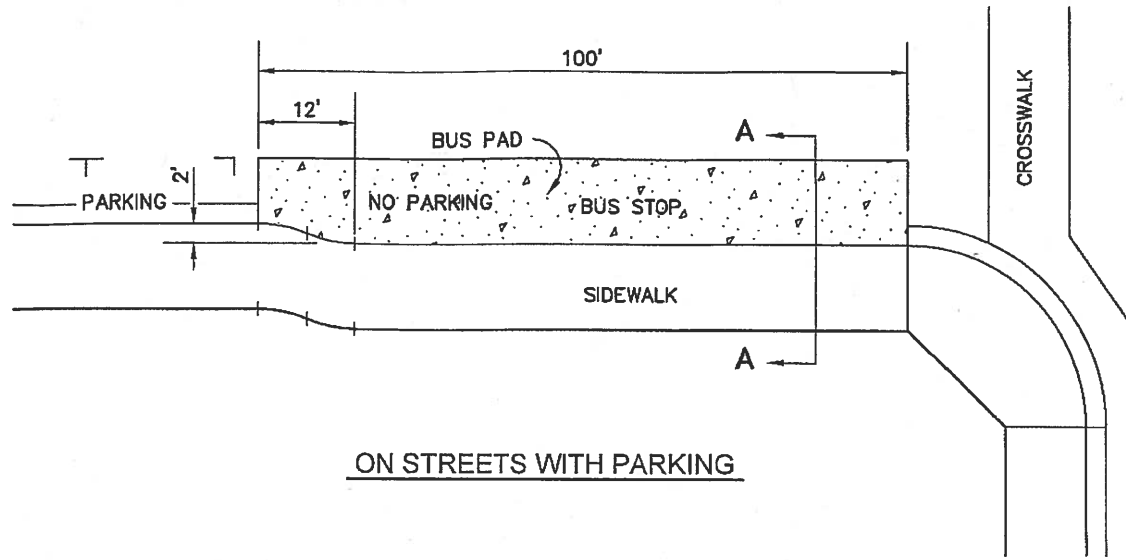 100'
12'
BUS PAD
A
CROSSWALK
2'
PARKING
NO PARKING
BUS STOP
SIDEWALK
A
ON STREETS WITH PARKING